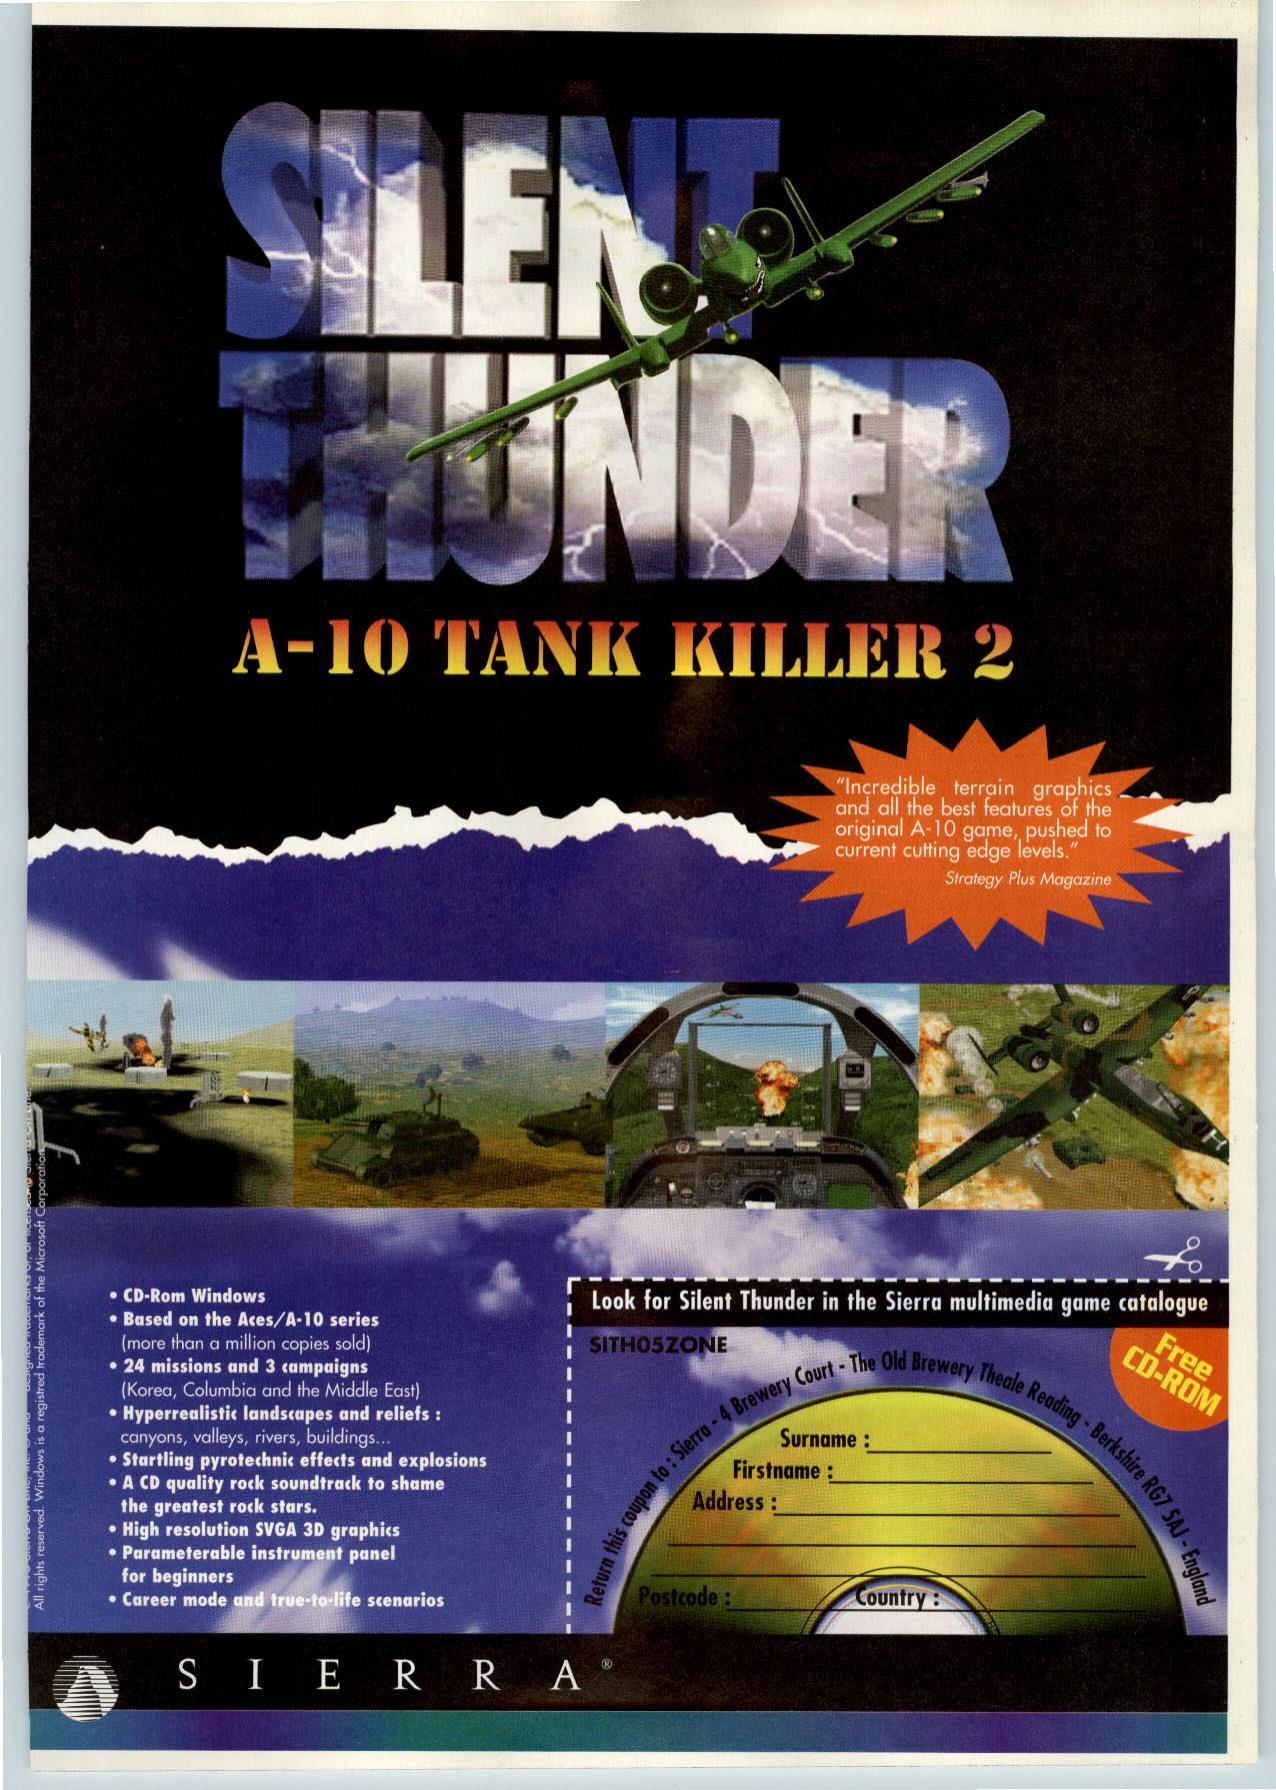 SILENT
THUNDER
A-10 TANK KILLER 2
"Incredible terrain graphics
and all the best features of the
original A-10 game, pushed to
current cutting edge levels."
Strategy Plus Magazine
All rights reserved. Windows is a registred trademark of the Microsoft Corporation.
• CD-Rom Windows
• Based on the Aces/A-10 series
(more than a million copies sold)
• 24 missions and 3 campaigns
(Korea, Columbia and the Middle East)
• Hyperrealistic landscapes and reliefs :
canyons, valleys, rivers, buildings...
• Startling pyrotechnic effects and explosions
• A CD quality rock soundtrack to shame
the greatest rock stars.
• High resolution SVGA 3D graphics
• Parameterable instrument panel
for beginners
• Career mode and true-to-life scenarios
Look for Silent Thunder in the Sierra multimedia game catalogue
SITH05ZONE
Free
CD-ROM
Return this coupon to : Sierra - 4 Brewery Court - The Old Brewery Theale Reading - Berkshire RG7 5AJ - England
Surname :
Firstname :
Address :
Postcode : Country :
SIERRA®